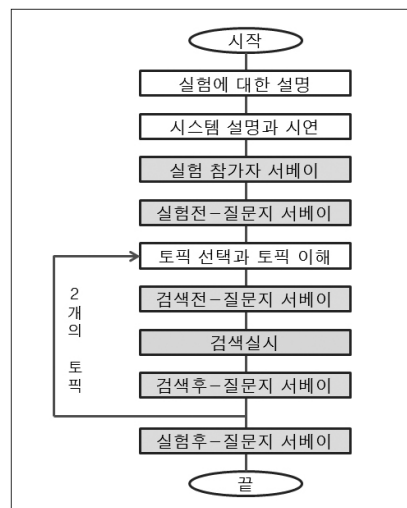 시작
실험에 대한 설명
시스템 설명과 시연
실험 참가자 서베이
실험전-질문지 서베이
토픽 선택과 토픽 이해
2개의 토픽
검색전-질문지 서베이
검색실시
검색후-질문지 서베이
실험후-질문지 서베이
끝